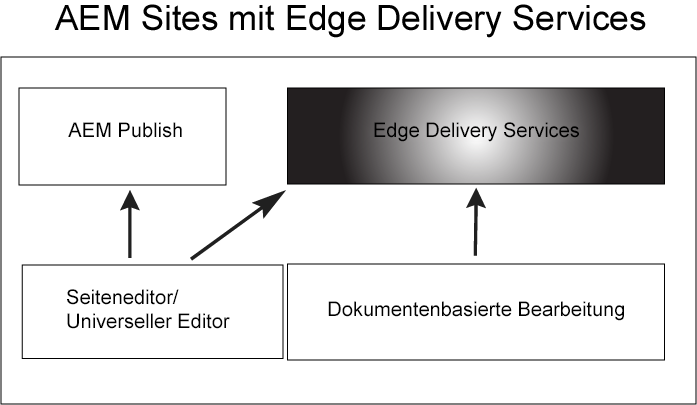 AEM Sites mit Edge Delivery Services
AEM Publish
Edge Delivery Services
Seiteneditor/
Universeller Editor
Dokumentenbasierte Bearbeitung